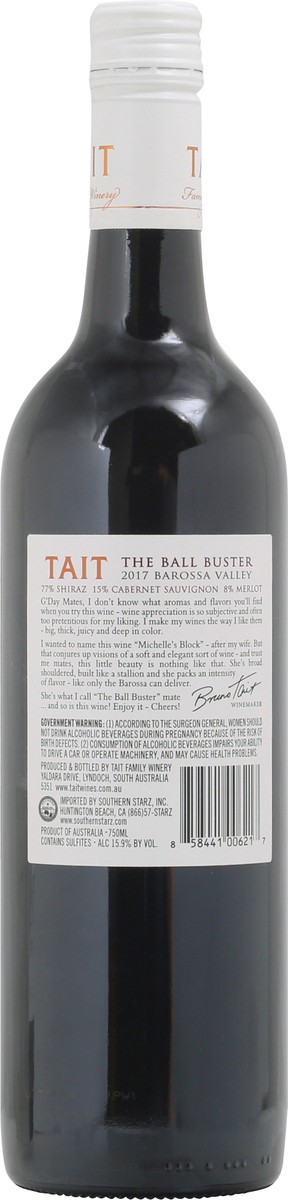 IT
T
Winery
Fam
TAIT THE BALL BUSTER
2017 BAROSSA VALLEY
77% SHIRAZ 15% CABERNET SAUVIGNON 8% MERLOT
G'Day Mates, I don't know what aromas and flavors you'll find
when you try this wine - wine appreciation is so subjective and often
too pretentious for my liking. I make my wines the way I like them
- big, thick, juicy and deep in color.
I wanted to name this wine "Michelle's Block" - after my wife. But
that conjures up visions of a soft and elegant sort of wine - and trust
me mates, this little beauty is nothing like that. She's broad
shouldered, built like a stallion and she packs an intensity
of flavor - like only the Barossa can deliver.
She's what I call "The Ball Buster" mate
... and so is this wine! Enjoy it - Cheers!
Bruno Tait
WINEMAKER
GOVERNMENT WARNING: (1) ACCORDING TO THE SURGEON GENERAL, WOMEN SHOULD
NOT DRINK ALCOHOLIC BEVERAGES DURING PREGNANCY BECAUSE OF THE RISK OF
BIRTH DEFECTS. (2) CONSUMPTION OF ALCOHOLIC BEVERAGES IMPAIRS YOUR ABILITY
TO DRIVE A CAR OR OPERATE MACHINERY, AND MAY CAUSE HEALTH PROBLEMS.
PRODUCED & BOTTLED BY TAIT FAMILY WINERY
YALDARA DRIVE, LYNDOCH, SOUTH AUSTRALIA
5351. www.taitwines.com.au
IMPORTED BY SOUTHERN STARZ, INC.
HUNTINGTON BEACH, CA (866)57-STARZ
www.southernstarz.com
PRODUCT OF AUSTRALIA - 750ML
CONTAINS SULFITES - ALC 15.9% BY VOL.
8 58441 00621 7